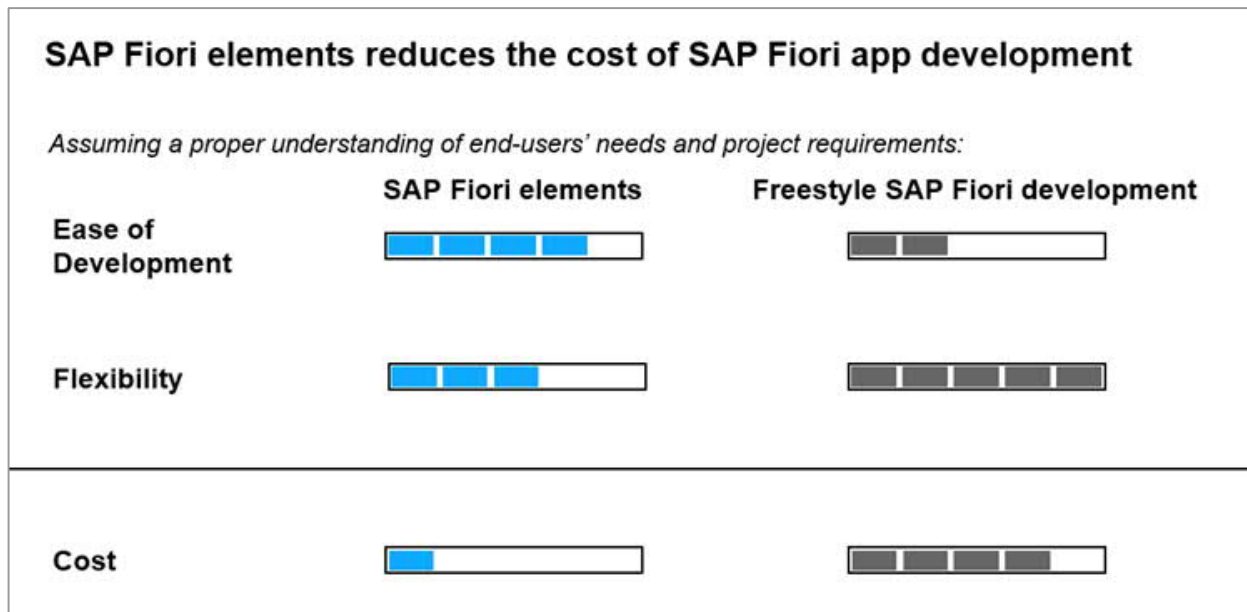 SAP Fiori elements reduces the cost of SAP Fiori app development
Assuming a proper understanding of end-users’ needs and project requirements:
SAP Fiori elements
Freestyle SAP Fiori development
Ease of
Development
Flexibility
Cost